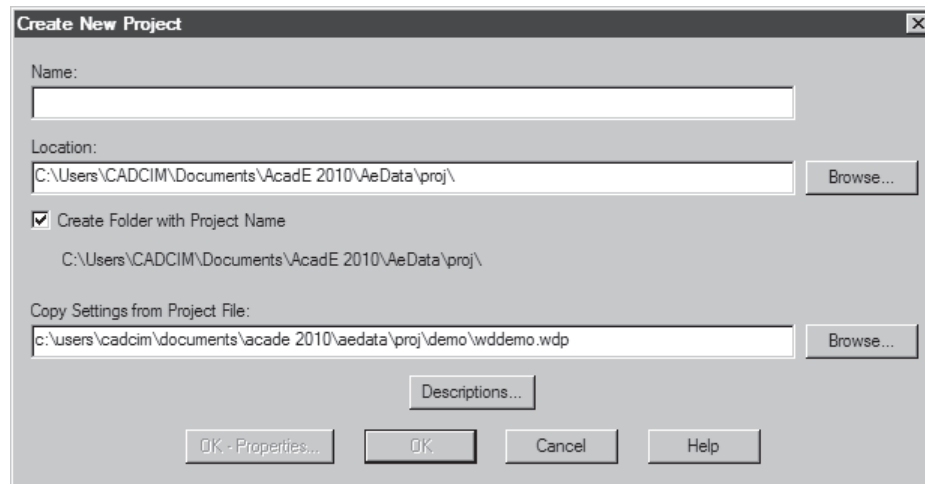 Create New Project
Name:
Location:
C:\Users\CADCIM\Documents\AcadE 2010\AeData\proj\
Browse...
Create Folder with Project Name
C:\Users\CADCIM\Documents\AcadE 2010\AeData\proj\
Copy Settings from Project File:
c:\users\cadcim\documents\acade 2010\aedata\proj\demo\wddemo.wdp
Browse...
Descriptions...
OK - Properties...
OK
Cancel
Help